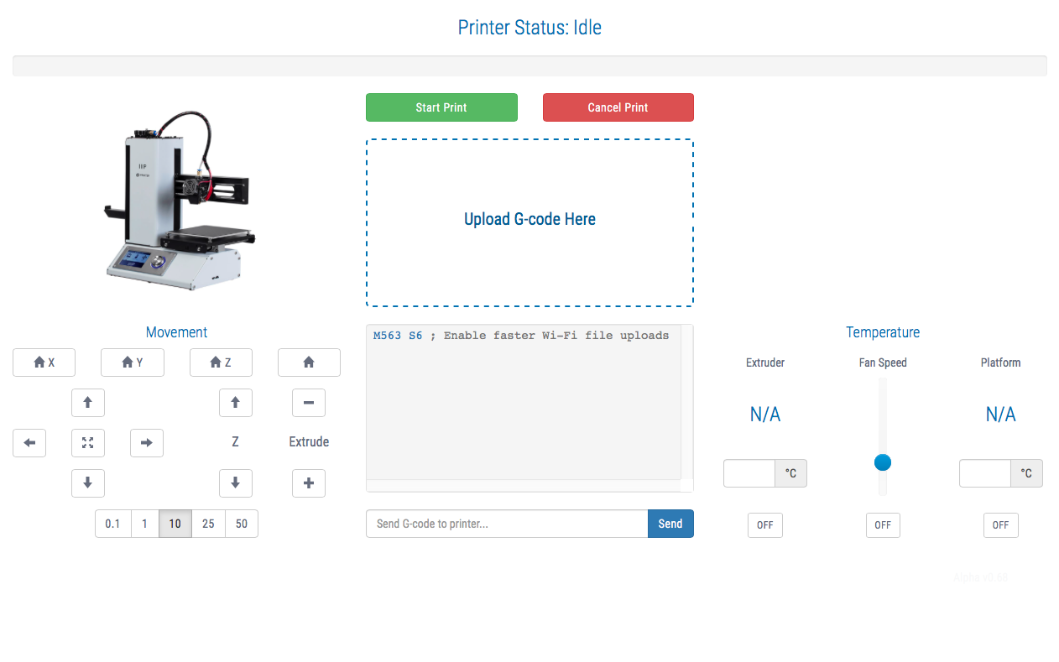 Printer Status: Idle
Start Print
Cancel Print
Upload G-code Here
Movement
X
Y
Z
Z
Extrude
0.1 1 10 25 50
M563 S6 ; Enable faster Wi-Fi file uploads
Send G-code to printer...
Send
Temperature
Extruder
Fan Speed
Platform
N/A
N/A
°C
°C
OFF
OFF
OFF